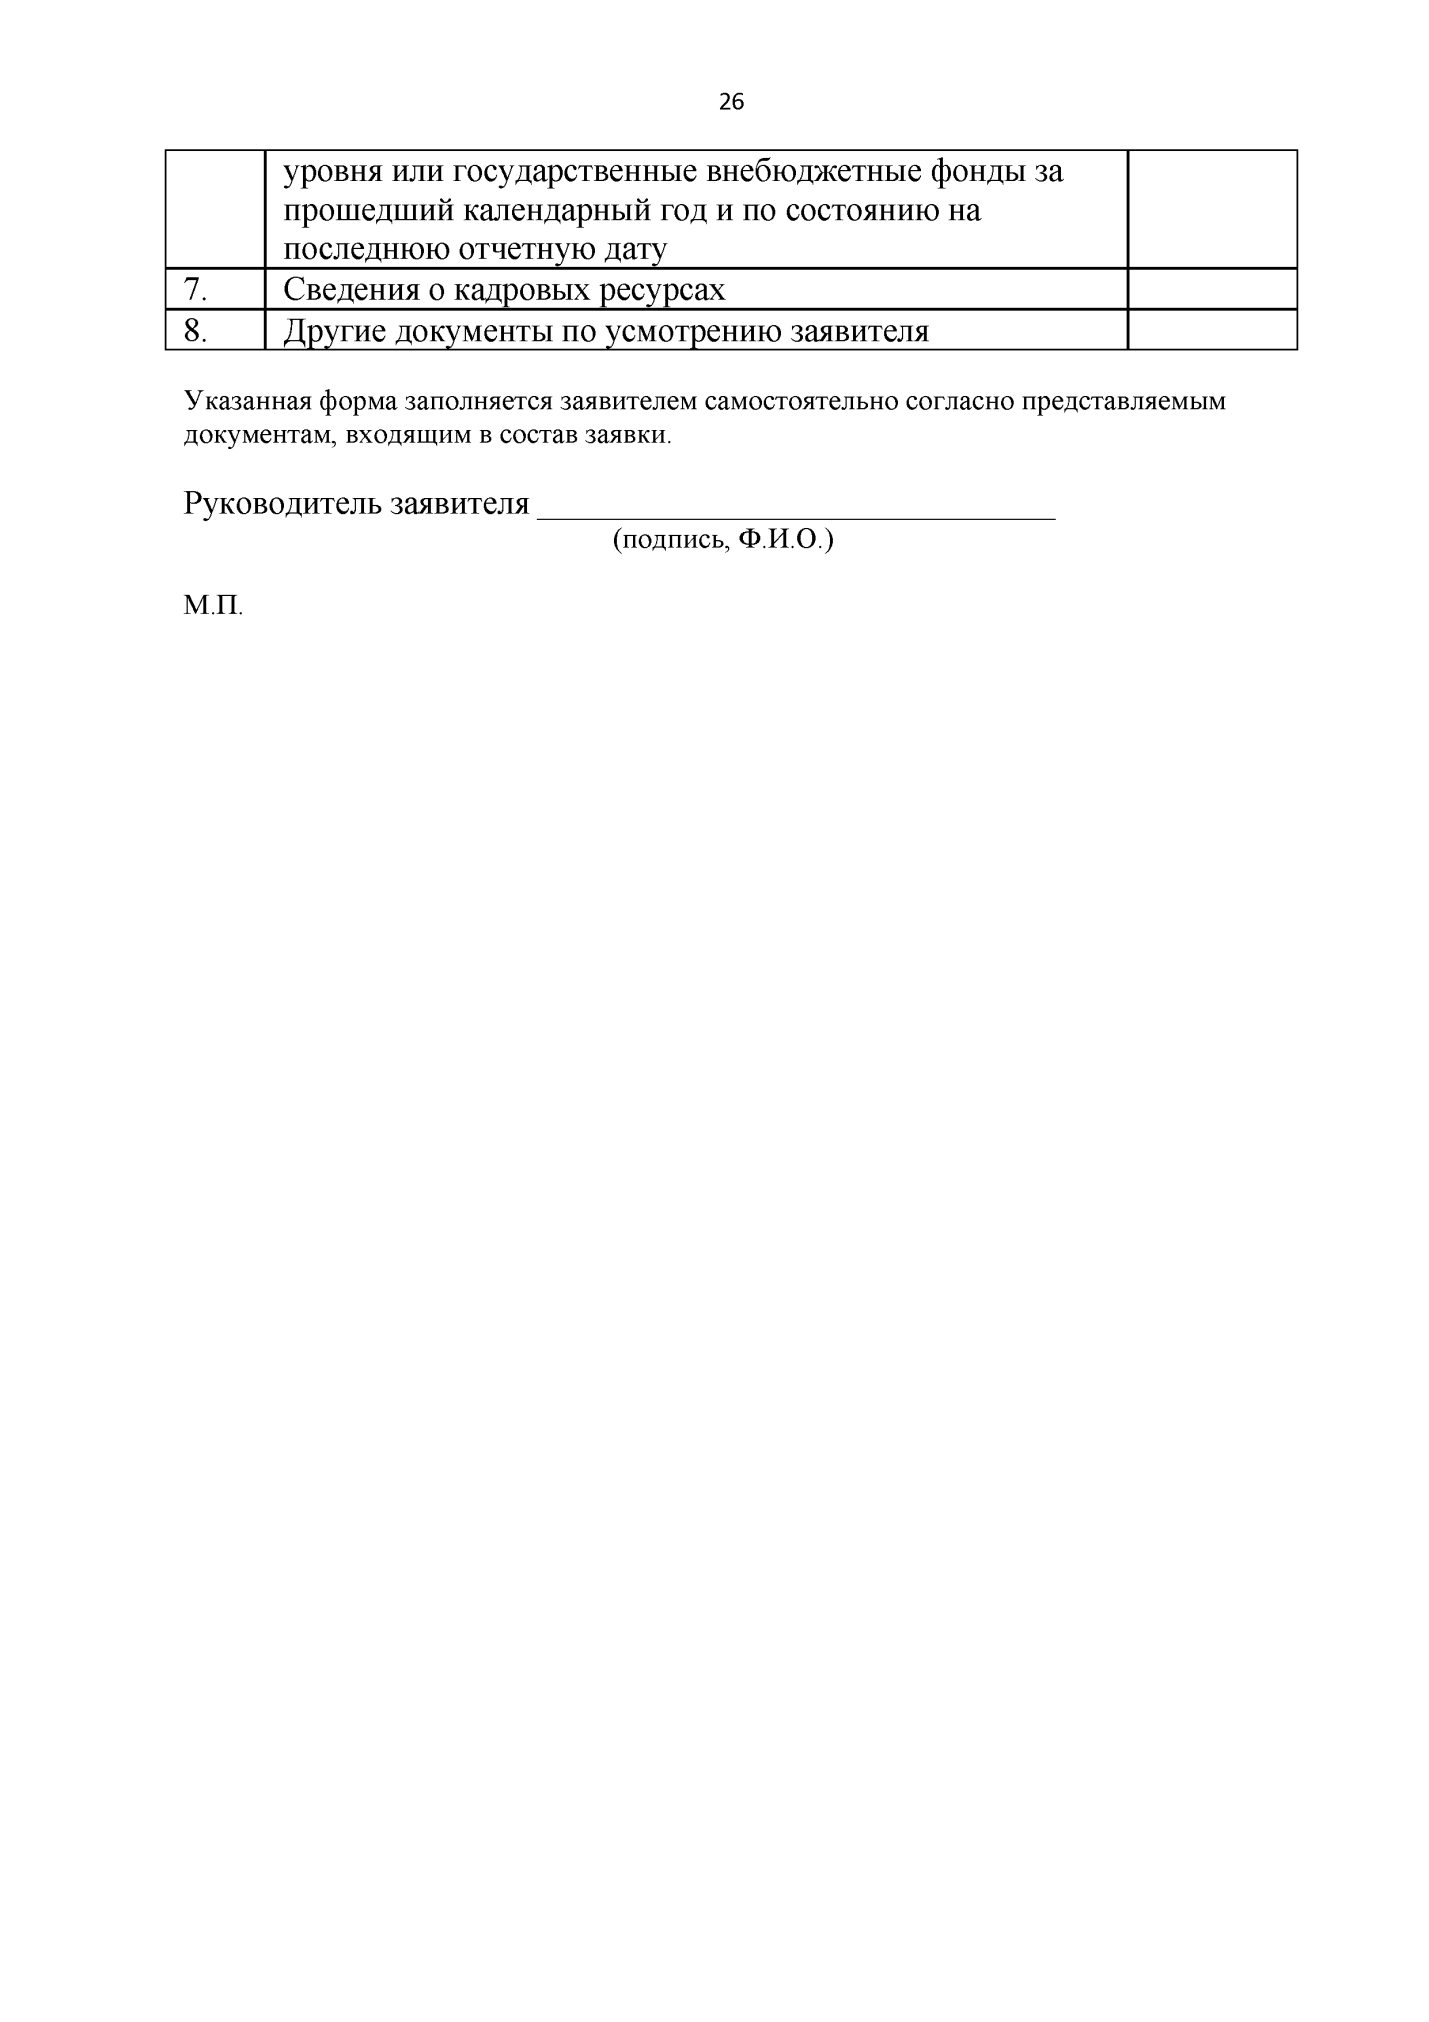 26
уровня или государственные внебюджетные фонды за
прошедший календарный год и по состоянию на
последнюю отчетную дату
7. Сведения о кадровых ресурсах
8. Другие документы по усмотрению заявителя
Указанная форма заполняется заявителем самостоятельно согласно представляемым
документам, входящим в состав заявки.
Руководитель заявителя _______________________________
(подпись, Ф.И.О.)
М.П.